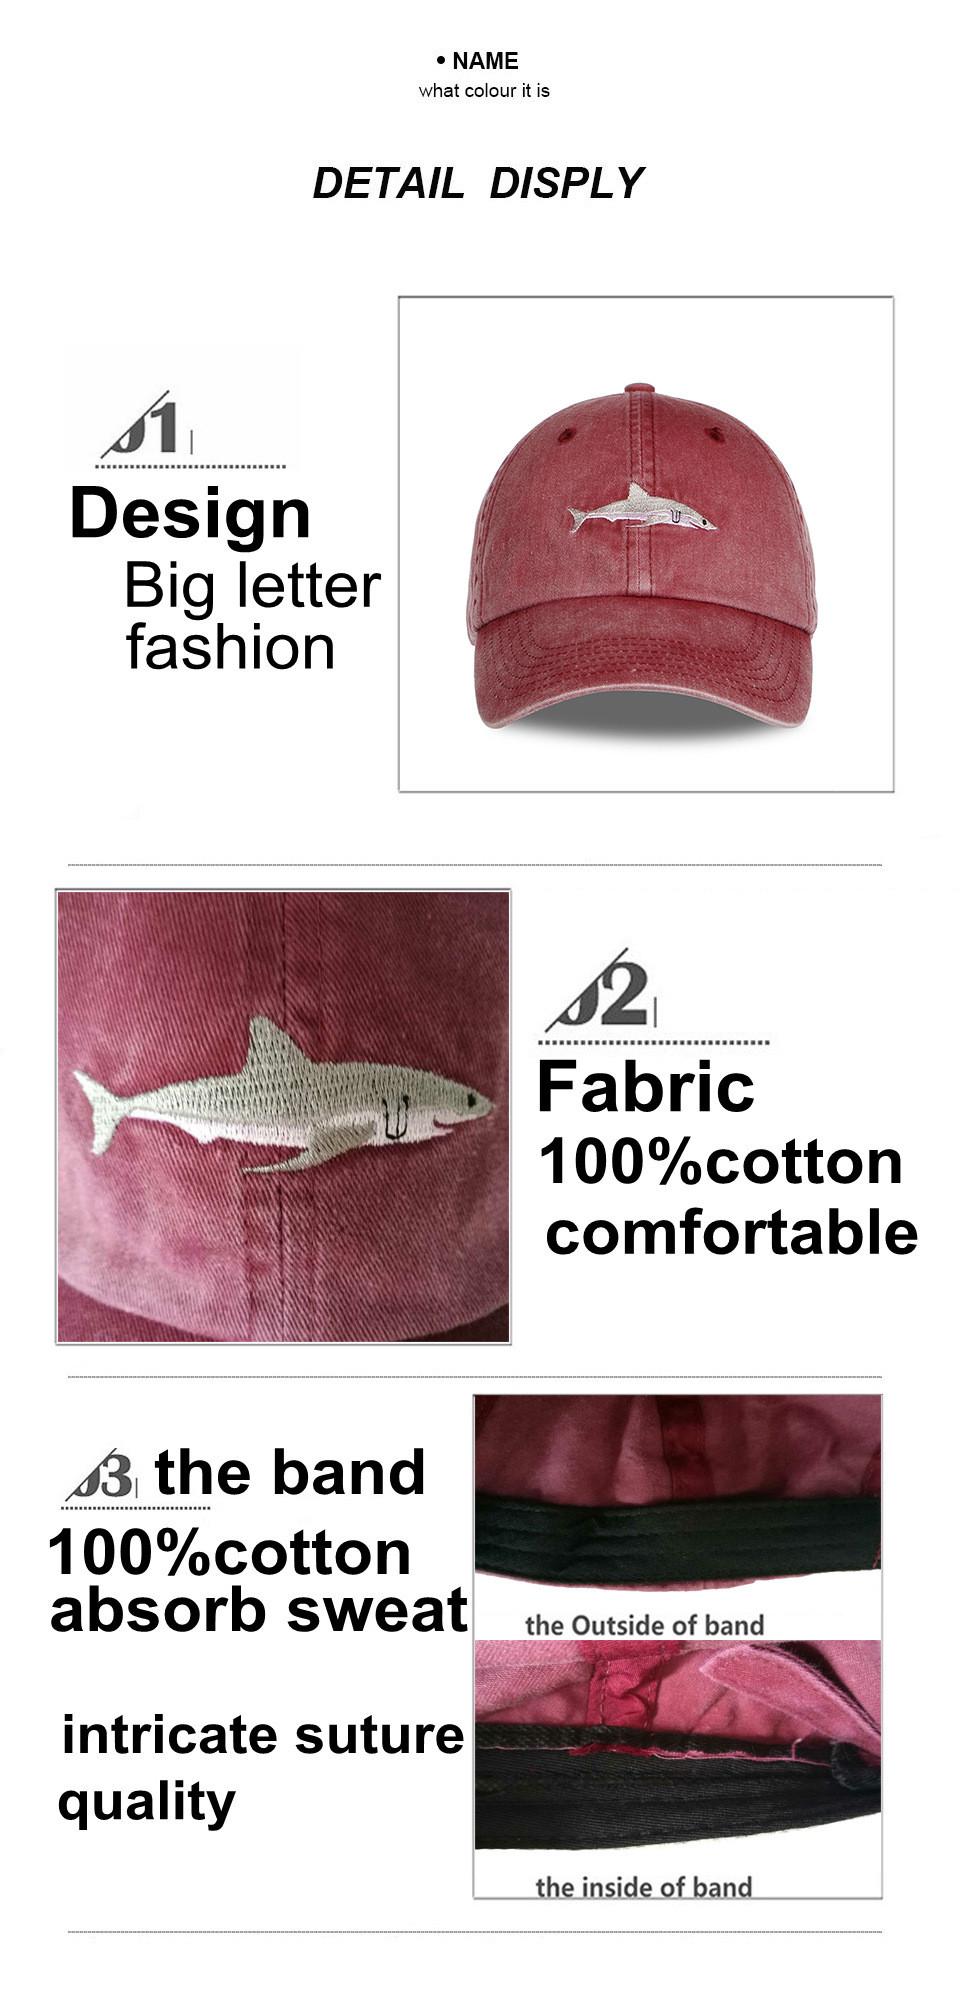 • NAME
what colour it is
DETAIL DISPLY
01
Design
Big letter
fashion
02
Fabric
100%cotton
comfortable
03 the band
100%cotton
absorb sweat
intricate suture
quality
the Outside of band
the inside of band